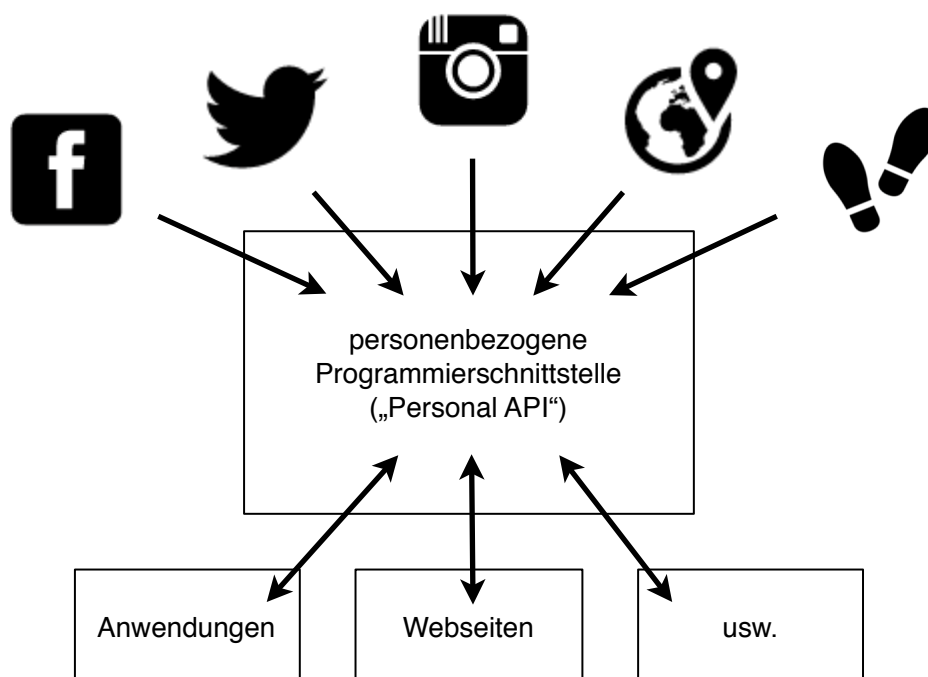 f
personenbezogene
Programmierschnittstelle
(„Personal API“)
Anwendungen
Webseiten
usw.